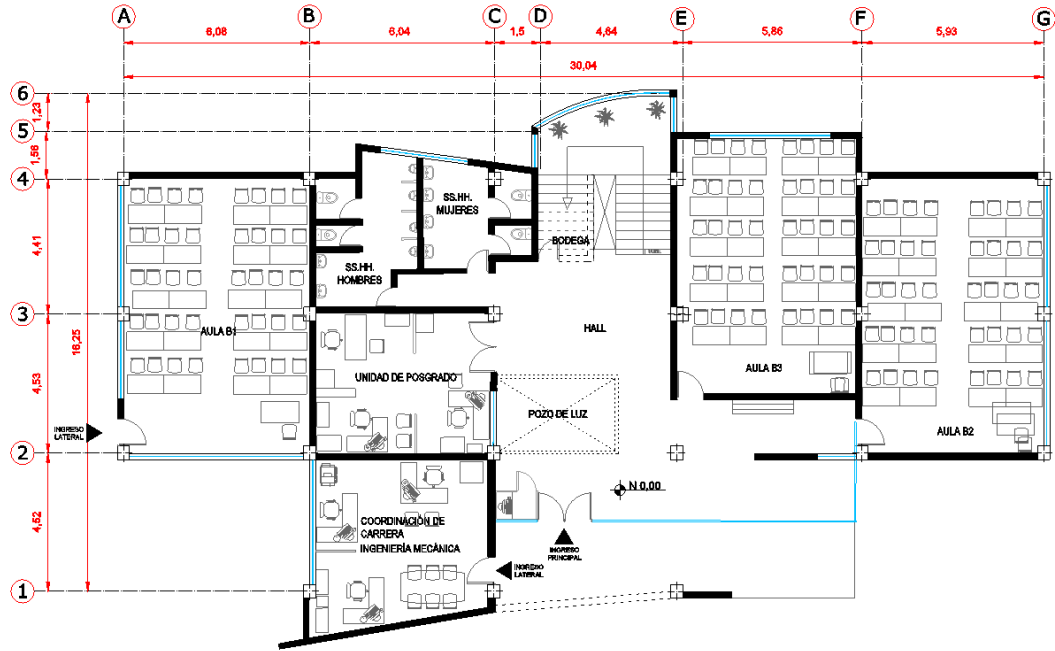 A B C D E F G
6,08 6,04 1,5 4,64 5,86 5,93
30,04
6
1,23
5
1,56
4
SS.HH.
MUJERES
4,41
BODEGA
SS.HH.
HOMBRES
3
16,25
AULA B1
HALL
4,53
UNIDAD DE POSGRADO
AULA B3
POZO DE LUZ
INGRESO
LATERAL
AULA B2
2
N 0,00
4,52
COORDINACIÓN DE
CARRERA
INGENIERÍA MECÁNICA
INGRESO
PRINCIPAL
INGRESO
LATERAL
1